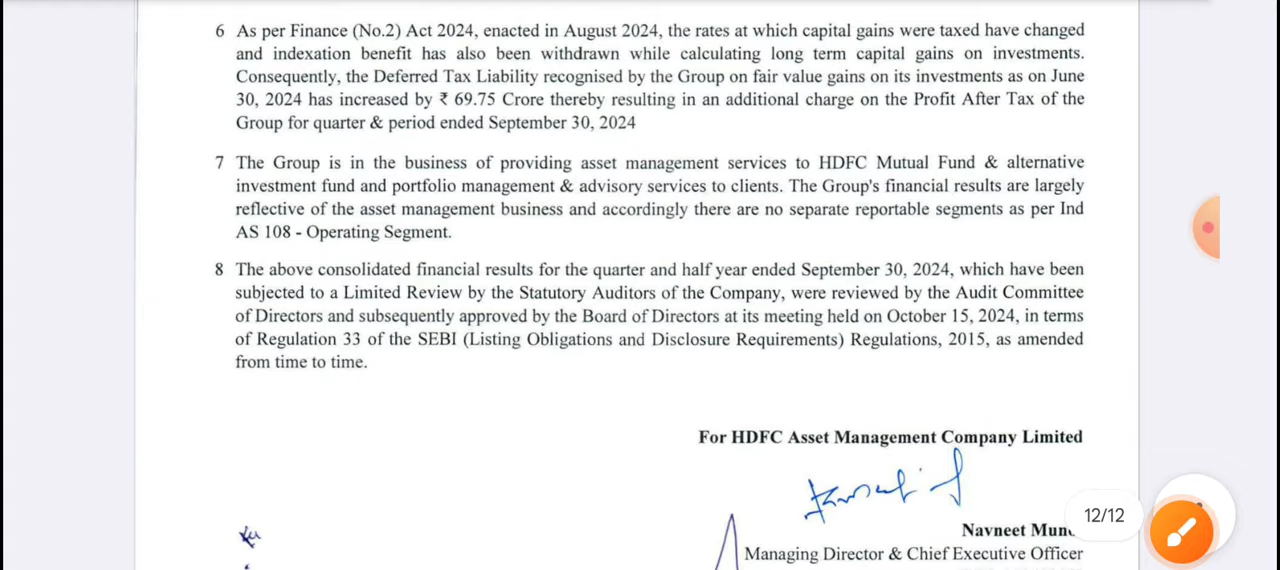 6 As per Finance (No.2) Act 2024, enacted in August 2024, the rates at which capital gains were taxed have changed
and indexation benefit has also been withdrawn while calculating long term capital gains on investments.
Consequently, the Deferred Tax Liability recognised by the Group on fair value gains on its investments as on June
30, 2024 has increased by ₹ 69.75 Crore thereby resulting in an additional charge on the Profit After Tax of the
Group for quarter & period ended September 30, 2024
7 The Group is in the business of providing asset management services to HDFC Mutual Fund & alternative
investment fund and portfolio management & advisory services to clients. The Group's financial results are largely
reflective of the asset management business and accordingly there are no separate reportable segments as per Ind
AS 108 - Operating Segment.
8 The above consolidated financial results for the quarter and half year ended September 30, 2024, which have been
subjected to a Limited Review by the Statutory Auditors of the Company, were reviewed by the Audit Committee
of Directors and subsequently approved by the Board of Directors at its meeting held on October 15, 2024, in terms
of Regulation 33 of the SEBI (Listing Obligations and Disclosure Requirements) Regulations, 2015, as amended
from time to time.
For HDFC Asset Management Company Limited
12/12
Navneet
Managing Director & Chief Executive Officer